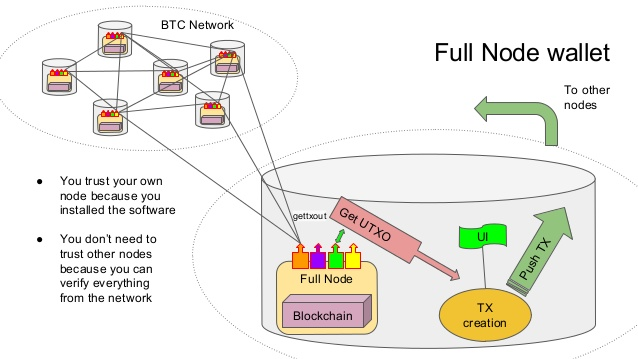 BTC Network
Full Node wallet
To other
nodes
● You trust your own
node because you
installed the software
● You don't need to
trust other nodes
because you can
verify everything
from the network
gettxout
Get UTXO
UI
Push TX
Full Node
Blockchain
TX
creation